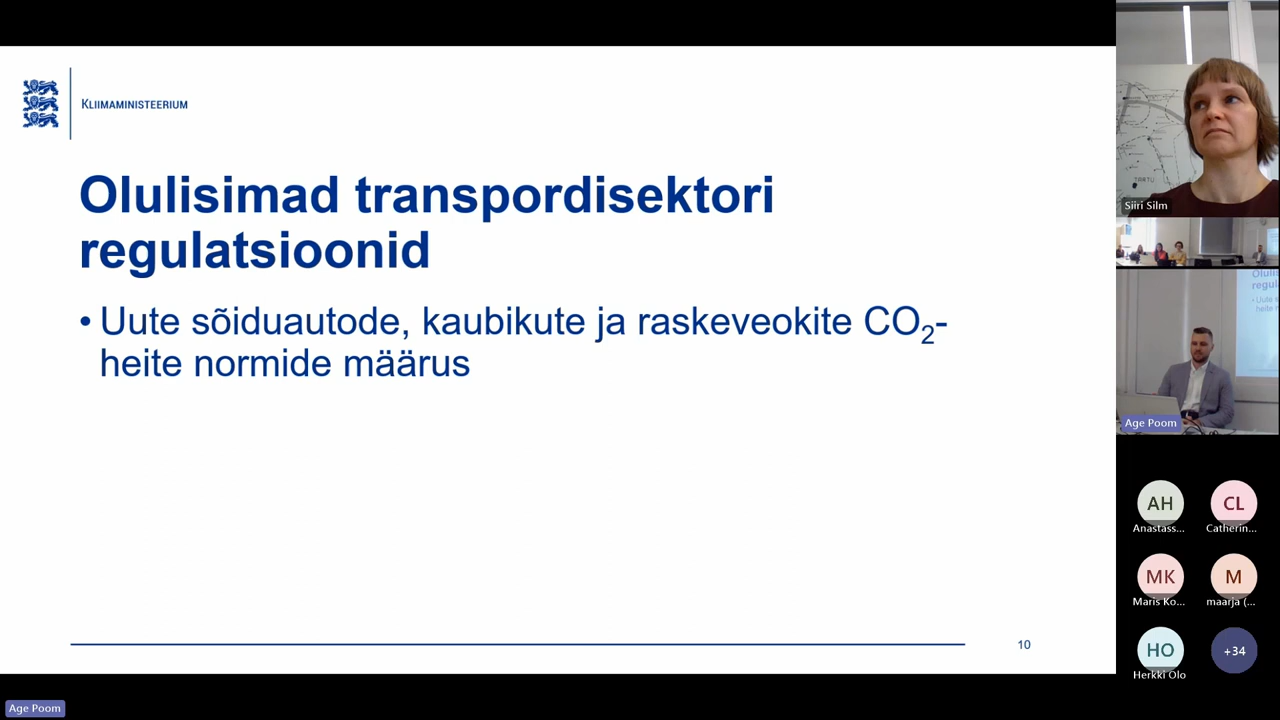 KLIIMAMINISTEERIUM
Olulisimad transpordisektori
regulatsioonid
• Uute sõiduautode, kaubikute ja raskeveokite CO₂-
heite normide määrus
10
Age Poom
TARTU
Siiri Silm
Age Poom
AH
Anastass...
CL
Catherin...
MK
Maris Ko...
M
maarja (...
HO
Herkki Olo
+34